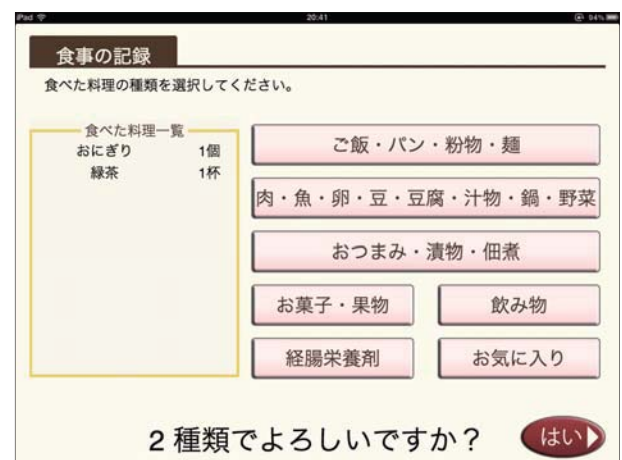 iPad 20:41 94%
食事の記録
食べた料理の種類を選択してください。
食べた料理一覧
おにぎり 1個
緑茶 1杯
ご飯・パン・粉物・麺
肉・魚・卵・豆・豆腐・汁物・鍋・野菜
おつまみ・漬物・佃煮
お菓子・果物
飲み物
経腸栄養剤
お気に入り
2 種類でよろしいですか？
はい